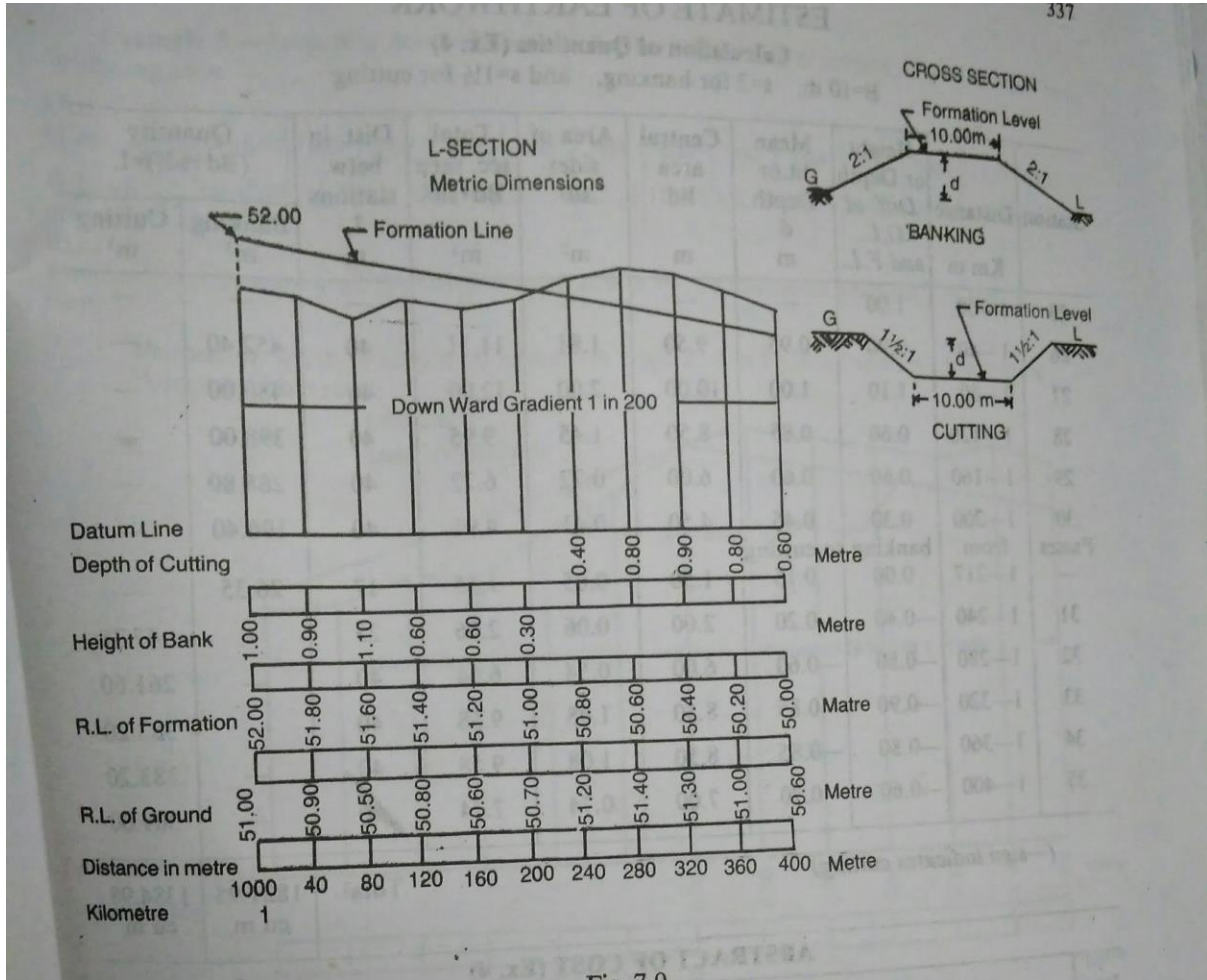 337
CROSS SECTION
Formation Level
10.00m
2:1
2:1
G
d
L
BANKING
L-SECTION
Metric Dimensions
52.00
Formation Line
G
Formation Level
L
1½:1
d
1½:1
10.00 m
CUTTING
Down Ward Gradient 1 in 200
Datum Line
Depth of Cutting 0.40 0.80 0.90 0.80 0.60 Metre
Height of Bank 1.00 0.90 1.10 0.60 0.60 0.30 Metre
R.L. of Formation 52.00 51.80 51.60 51.40 51.20 51.00 50.80 50.60 50.40 50.20 50.00 Matre
R.L. of Ground 51.00 50.90 50.50 50.80 50.60 50.70 51.20 51.40 51.30 51.00 50.60 Metre
Distance in metre 1000 40 80 120 160 200 240 280 320 360 400 Metre
Kilometre 1